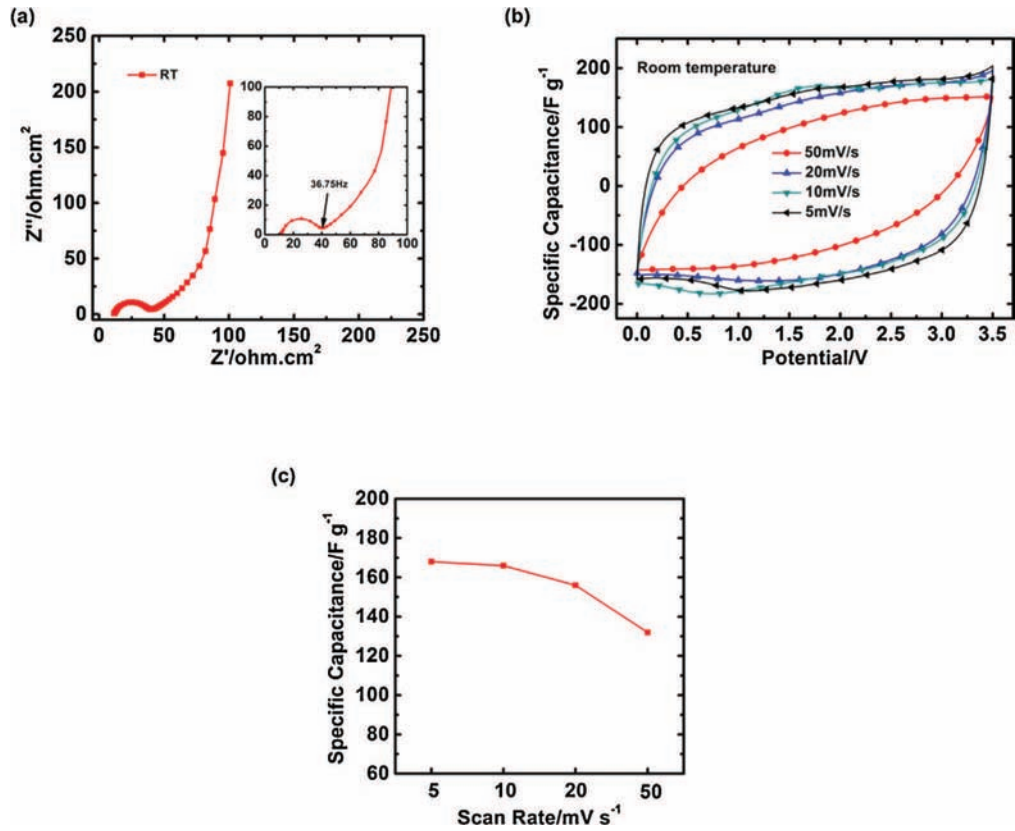 (a)
250
200
150
100
50
0
Z''/ohm.cm²
RT
0 50 100 150 200 250
Z'/ohm.cm²
100
80
60
40
20
0
36.75Hz
0 20 40 60 80 100
(b)
200
100
0
-100
-200
Specific Capacitance/F g⁻¹
Room temperature
50mV/s
20mV/s
10mV/s
5mV/s
0.0 0.5 1.0 1.5 2.0 2.5 3.0 3.5
Potential/V
(c)
200
180
160
140
120
100
80
60
Specific Capacitance/F g⁻¹
5 10 20 50
Scan Rate/mV s⁻¹